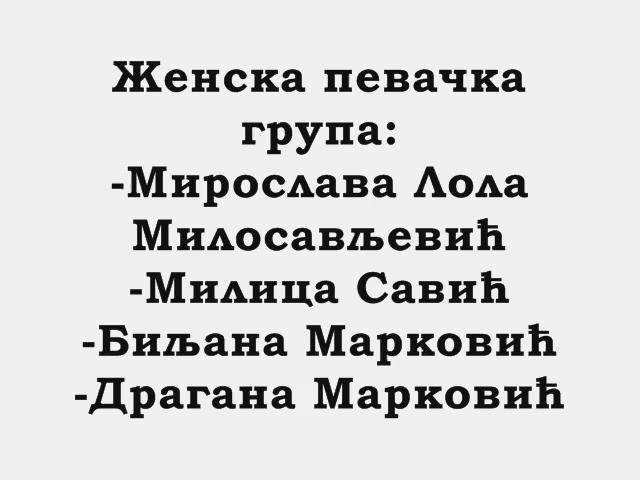 Женска певачка
група:
-Мирослава Лола
Милосављевић
-Милица Савић
-Биљана Марковић
-Драгана Марковић